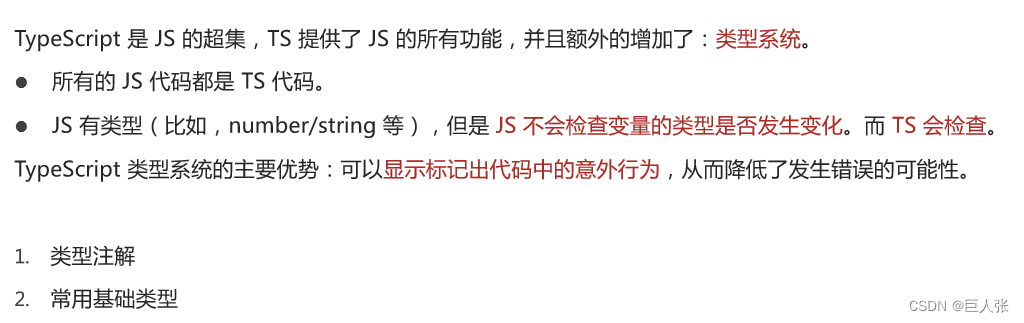 TypeScript 是 JS 的超集，TS 提供了 JS 的所有功能，并且额外的增加了：类型系统。
● 所有的 JS 代码都是 TS 代码。
● JS 有类型（比如，number/string 等），但是 JS 不会检查变量的类型是否发生变化。而 TS 会检查。
TypeScript 类型系统的主要优势：可以显示标记出代码中的意外行为，从而降低了发生错误的可能性。
1. 类型注解
2. 常用基础类型
CSDN @巨人张